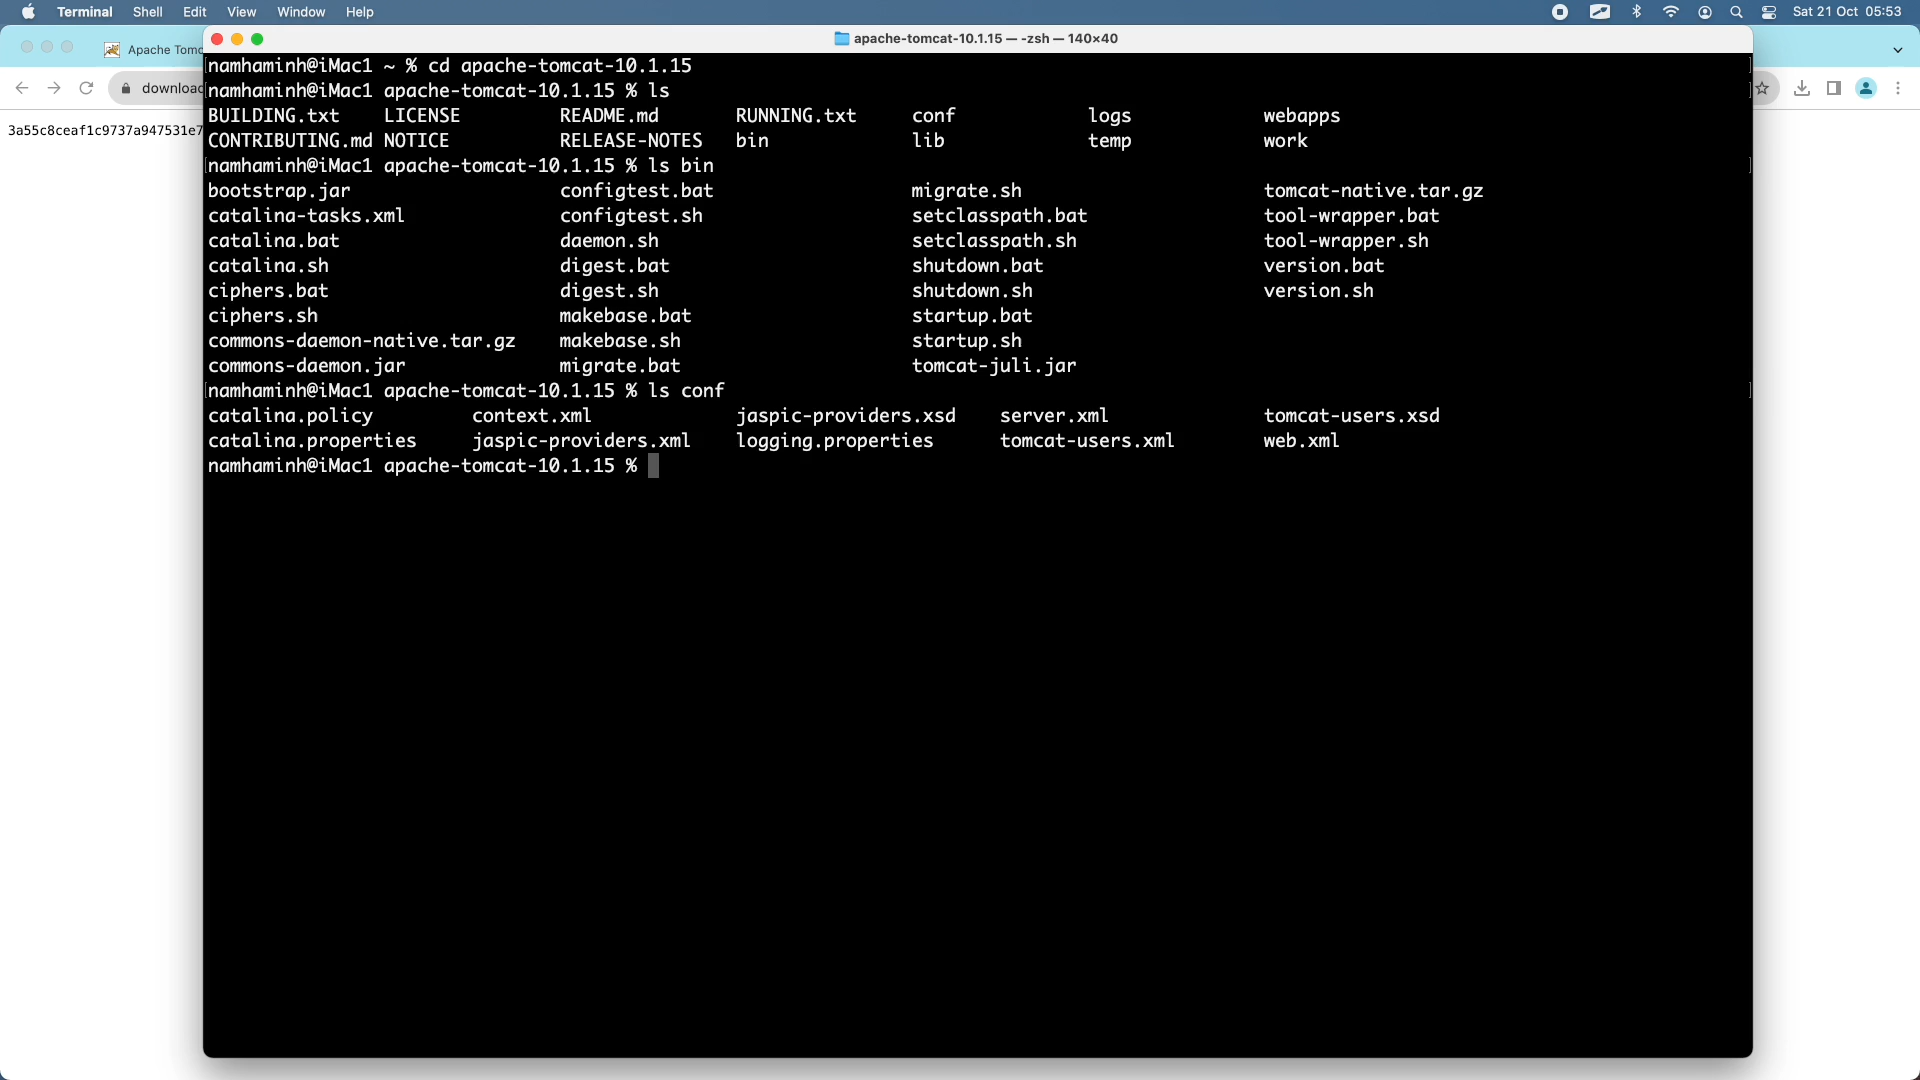 Terminal Shell Edit View Window Help Sat 21 Oct 05:53
Apache Tomc
apache-tomcat-10.1.15 — -zsh — 140×40
download
3a55c8ceaf1c9737a947531e7
namhaminh@iMac1 ~ % cd apache-tomcat-10.1.15
namhaminh@iMac1 apache-tomcat-10.1.15 % ls
BUILDING.txt LICENSE README.md RUNNING.txt conf logs webapps
CONTRIBUTING.md NOTICE RELEASE-NOTES bin lib temp work
namhaminh@iMac1 apache-tomcat-10.1.15 % ls bin
bootstrap.jar configtest.bat migrate.sh tomcat-native.tar.gz
catalina-tasks.xml configtest.sh setclasspath.bat tool-wrapper.bat
catalina.bat daemon.sh setclasspath.sh tool-wrapper.sh
catalina.sh digest.bat shutdown.bat version.bat
ciphers.bat digest.sh shutdown.sh version.sh
ciphers.sh makebase.bat startup.bat
commons-daemon-native.tar.gz makebase.sh startup.sh
commons-daemon.jar migrate.bat tomcat-juli.jar
namhaminh@iMac1 apache-tomcat-10.1.15 % ls conf
catalina.policy context.xml jaspic-providers.xsd server.xml tomcat-users.xsd
catalina.properties jaspic-providers.xml logging.properties tomcat-users.xml web.xml
namhaminh@iMac1 apache-tomcat-10.1.15 %